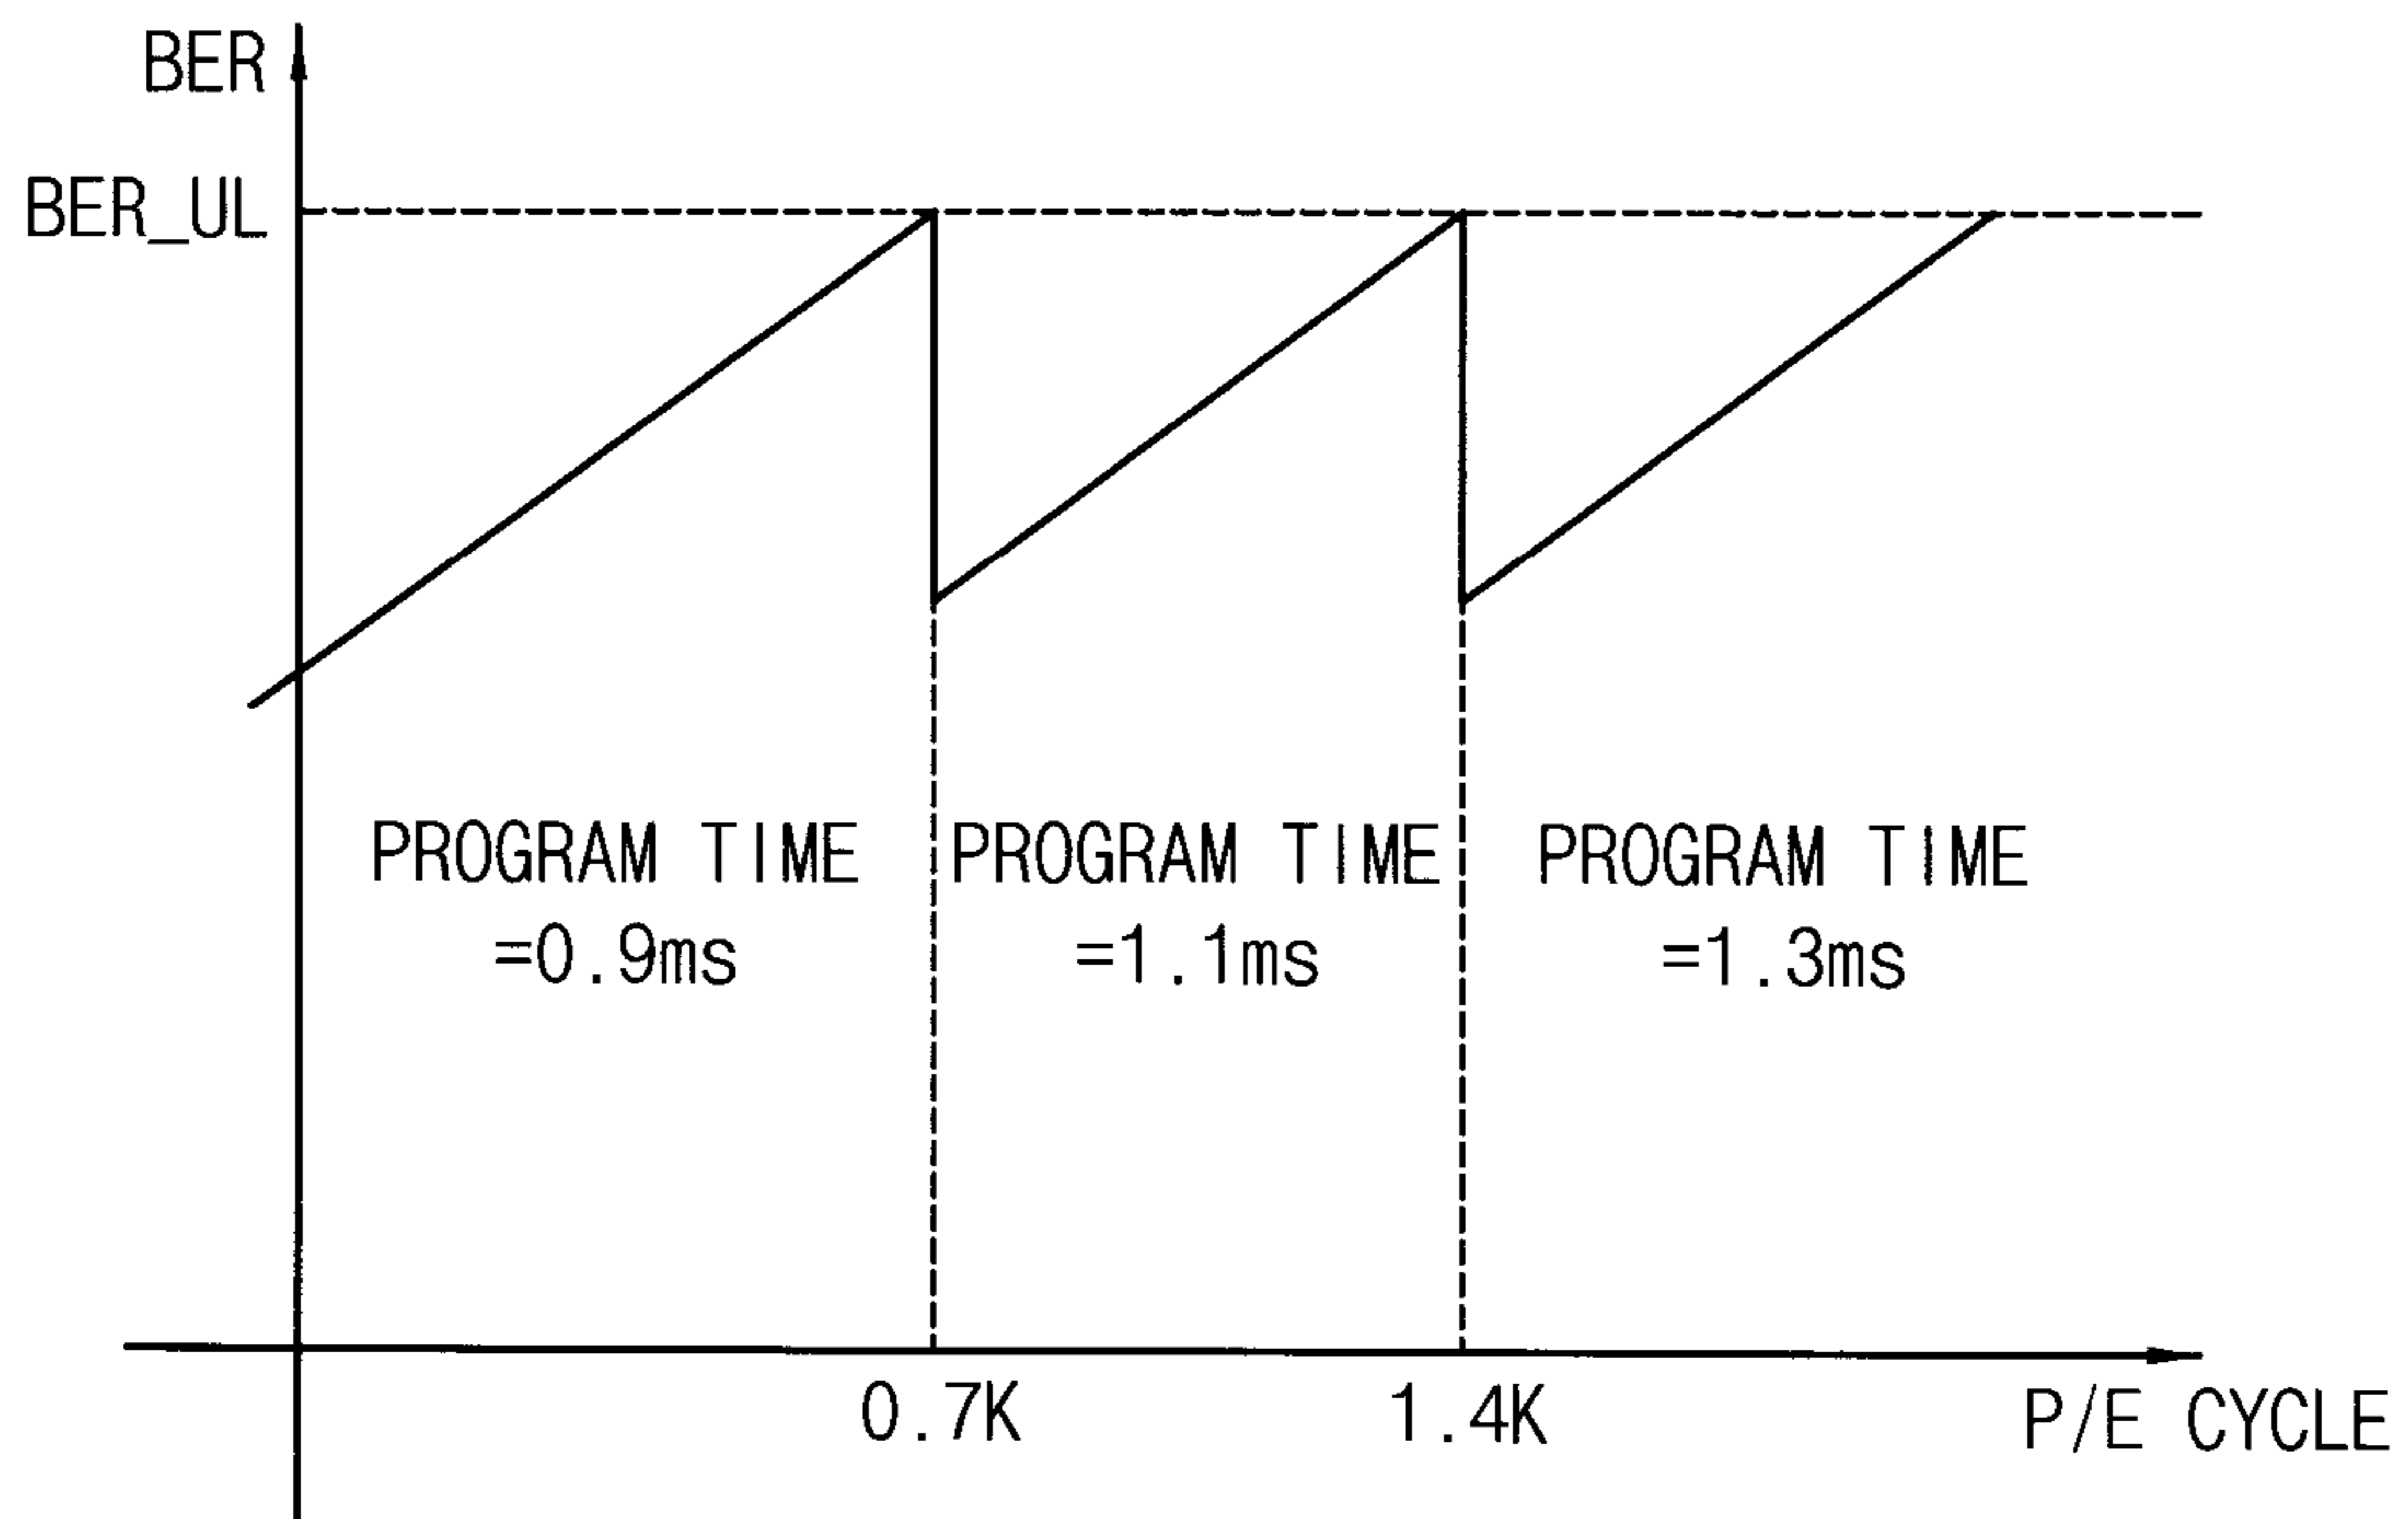 BER
BER_UL
PROGRAM TIME
=0.9ms
PROGRAM TIME
=1.1ms
PROGRAM TIME
=1.3ms
0.7K
1.4K
P/E CYCLE